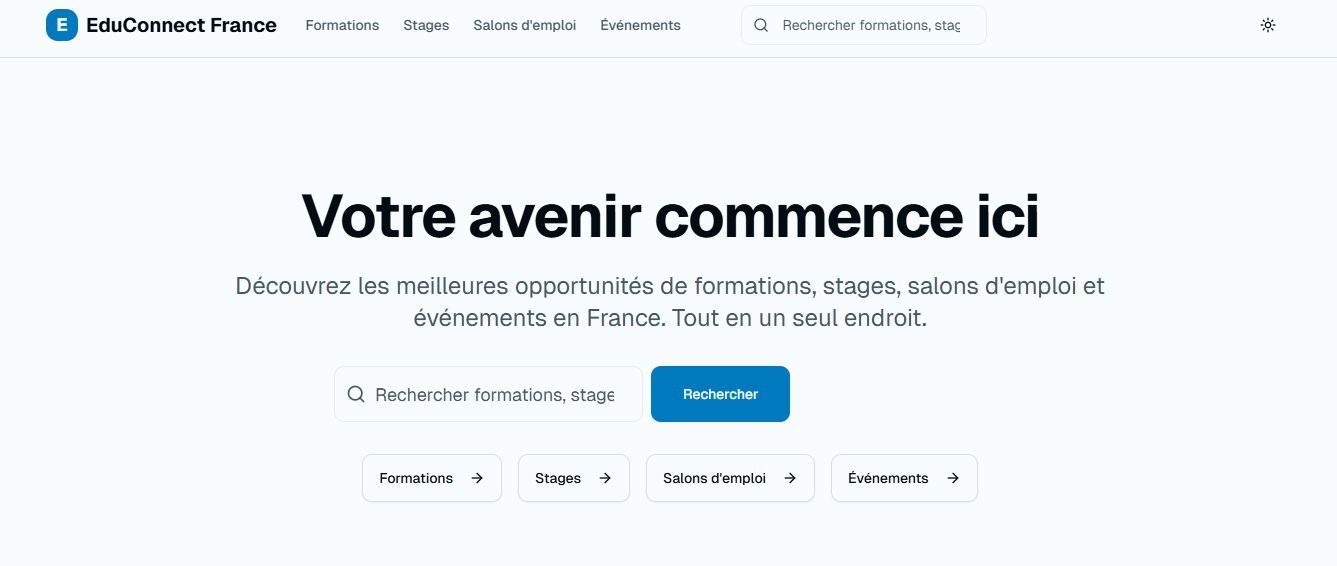 E EduConnect France Formations Stages Salons d'emploi Événements Rechercher formations, stag
Votre avenir commence ici
Découvrez les meilleures opportunités de formations, stages, salons d'emploi et
événements en France. Tout en un seul endroit.
Rechercher formations, stage Rechercher
Formations → Stages → Salons d'emploi → Événements →